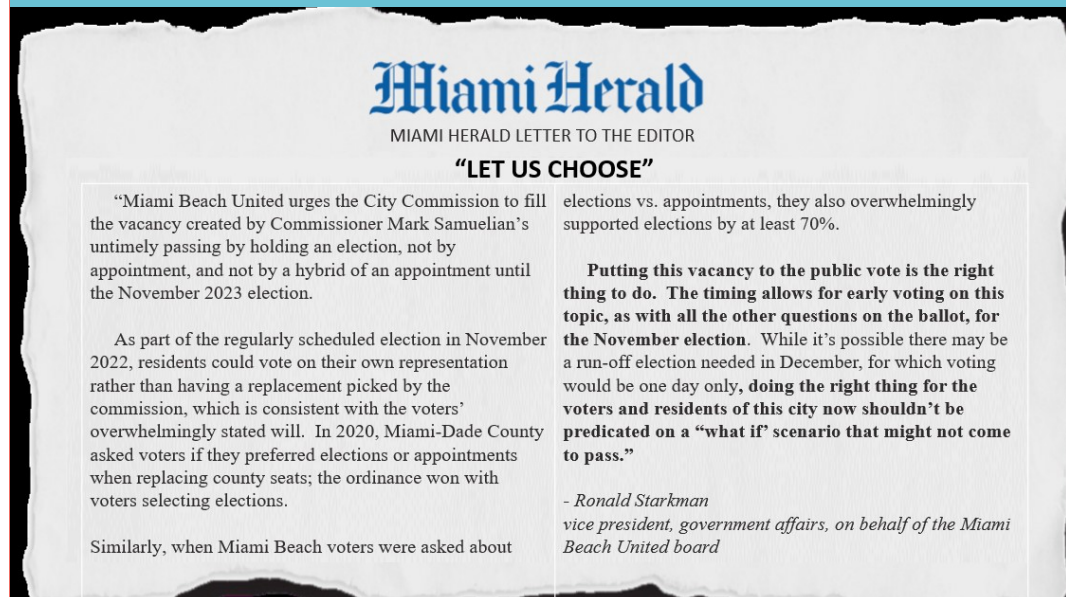 Miami Herald
MIAMI HERALD LETTER TO THE EDITOR
“LET US CHOOSE”
“Miami Beach United urges the City Commission to fill
the vacancy created by Commissioner Mark Samuelian’s
untimely passing by holding an election, not by
appointment, and not by a hybrid of an appointment until
the November 2023 election.
As part of the regularly scheduled election in November
2022, residents could vote on their own representation
rather than having a replacement picked by the
commission, which is consistent with the voters’
overwhelmingly stated will.  In 2020, Miami-Dade County
asked voters if they preferred elections or appointments
when replacing county seats; the ordinance won with
voters selecting elections.
Similarly, when Miami Beach voters were asked about
elections vs. appointments, they also overwhelmingly
supported elections by at least 70%.
Putting this vacancy to the public vote is the right
thing to do.  The timing allows for early voting on this
topic, as with all the other questions on the ballot, for
the November election.  While it’s possible there may be
a run-off election needed in December, for which voting
would be one day only, doing the right thing for the
voters and residents of this city now shouldn’t be
predicated on a “what if’ scenario that might not come
to pass.”
- Ronald Starkman
vice president, government affairs, on behalf of the Miami
Beach United board